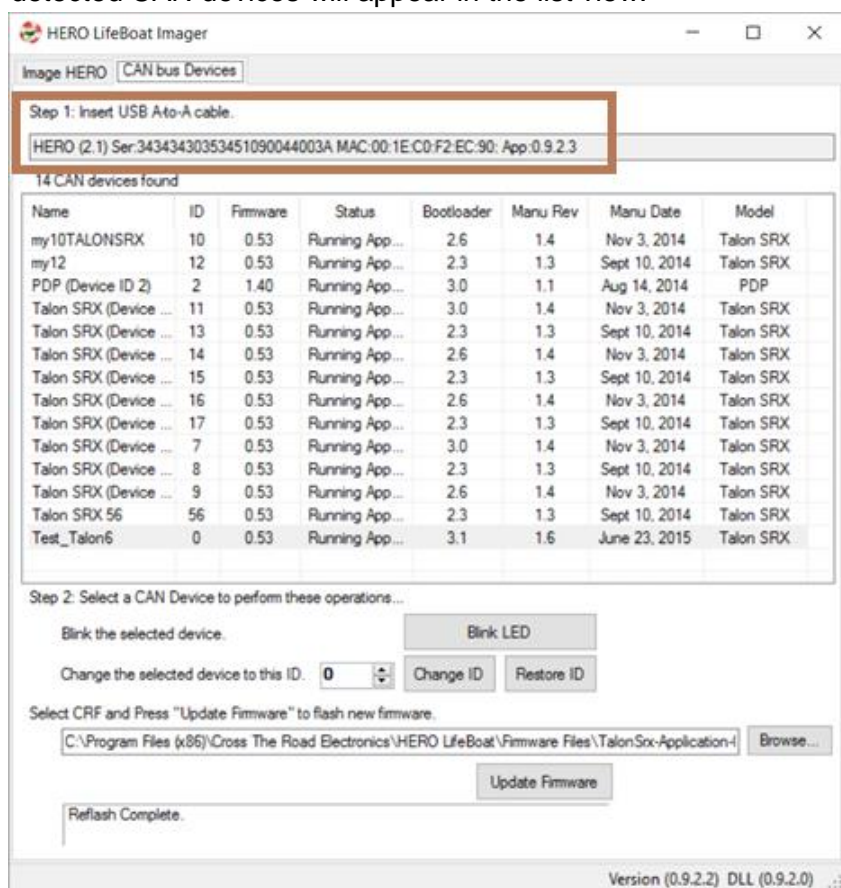 HERO LifeBoat Imager
Image HERO CAN bus Devices
Step 1: Insert USB A-to-A cable.
HERO (2.1) Ser:34343430353451090044003A MAC:00:1E:C0:F2:EC:90: App:0.9.2.3
14 CAN devices found
Name ID Firmware Status Bootloader Manu Rev Manu Date Model
my10TALONSRX 10 0.53 Running App... 2.6 1.4 Nov 3, 2014 Talon SRX
my12 12 0.53 Running App... 2.3 1.3 Sept 10, 2014 Talon SRX
PDP (Device ID 2) 2 1.40 Running App... 3.0 1.1 Aug 14, 2014 PDP
Talon SRX (Device ... 11 0.53 Running App... 3.0 1.4 Nov 3, 2014 Talon SRX
Talon SRX (Device ... 13 0.53 Running App... 2.3 1.3 Sept 10, 2014 Talon SRX
Talon SRX (Device ... 14 0.53 Running App... 2.6 1.4 Nov 3, 2014 Talon SRX
Talon SRX (Device ... 15 0.53 Running App... 2.3 1.3 Sept 10, 2014 Talon SRX
Talon SRX (Device ... 16 0.53 Running App... 2.6 1.4 Nov 3, 2014 Talon SRX
Talon SRX (Device ... 17 0.53 Running App... 2.3 1.3 Sept 10, 2014 Talon SRX
Talon SRX (Device ... 7 0.53 Running App... 3.0 1.4 Nov 3, 2014 Talon SRX
Talon SRX (Device ... 8 0.53 Running App... 2.3 1.3 Sept 10, 2014 Talon SRX
Talon SRX (Device ... 9 0.53 Running App... 2.6 1.4 Nov 3, 2014 Talon SRX
Talon SRX 56 56 0.53 Running App... 2.3 1.3 Sept 10, 2014 Talon SRX
Test_Talon6 0 0.53 Running App... 3.1 1.6 June 23, 2015 Talon SRX
Step 2: Select a CAN Device to perform these operations...
Blink the selected device. Blink LED
Change the selected device to this ID. 0 Change ID Restore ID
Select CRF and Press "Update Firmware" to flash new firmware.
C:\Program Files (x86)\Cross The Road Electronics\HERO LifeBoat\Firmware Files\TalonSrx-Application- Browse...
Update Firmware
Reflash Complete.
Version (0.9.2.2) DLL (0.9.2.0)